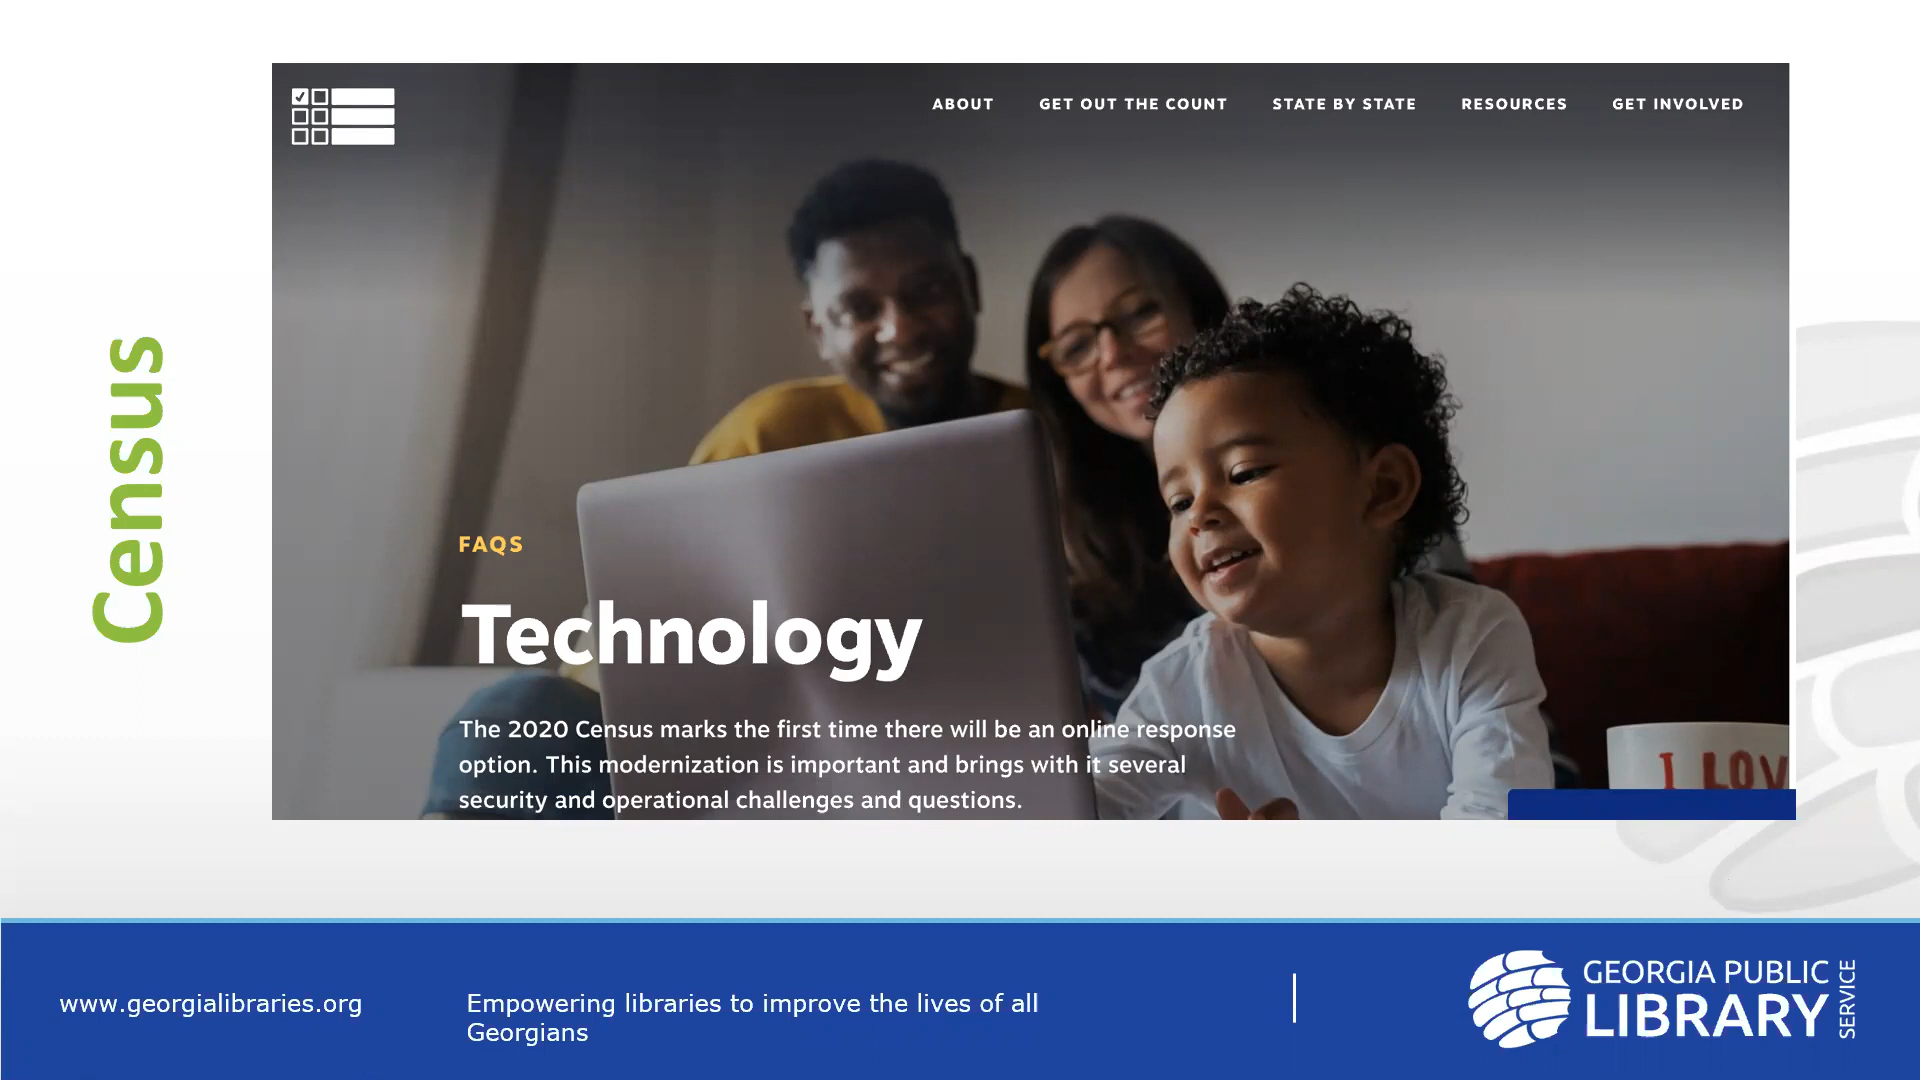 Census
ABOUT GET OUT THE COUNT STATE BY STATE RESOURCES GET INVOLVED
FAQS
Technology
The 2020 Census marks the first time there will be an online response
option. This modernization is important and brings with it several
security and operational challenges and questions.
I LOV
www.georgialibraries.org
Empowering libraries to improve the lives of all
Georgians
GEORGIA PUBLIC
LIBRARY
SERVICE